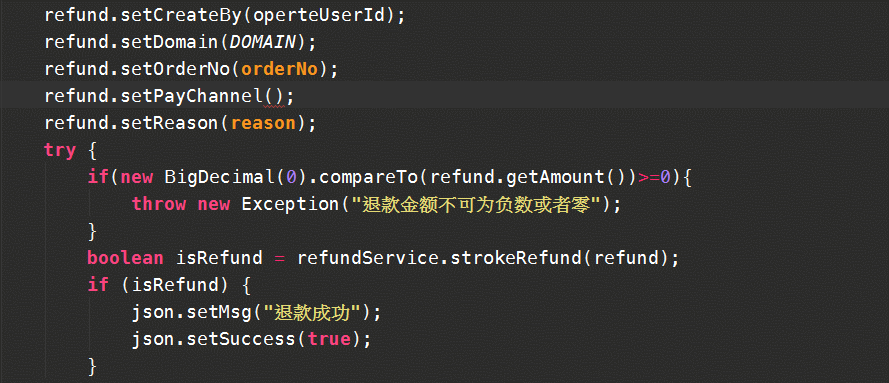 refund.setCreateBy(operteUserId);
refund.setDomain(DOMAIN);
refund.setOrderNo(orderNo);
refund.setPayChannel();
refund.setReason(reason);
try {
if(new BigDecimal(0).compareTo(refund.getAmount())>=0){
throw new Exception("退款金额不可为负数或者零");
}
boolean isRefund = refundService.strokeRefund(refund);
if (isRefund) {
json.setMsg("退款成功");
json.setSuccess(true);
}